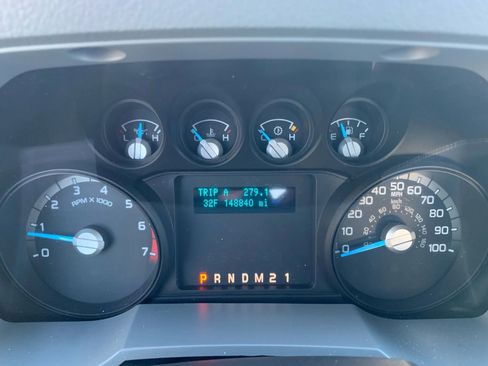 L H
C H
C H
E F
TRIP A 279.1
32F 148840 mi
P R N D M 2 1
0 1 2 3 4 5 6 7
RPM X 1000
0 10 20 30 40 50 60 70 80 90 100
MPH
km/h